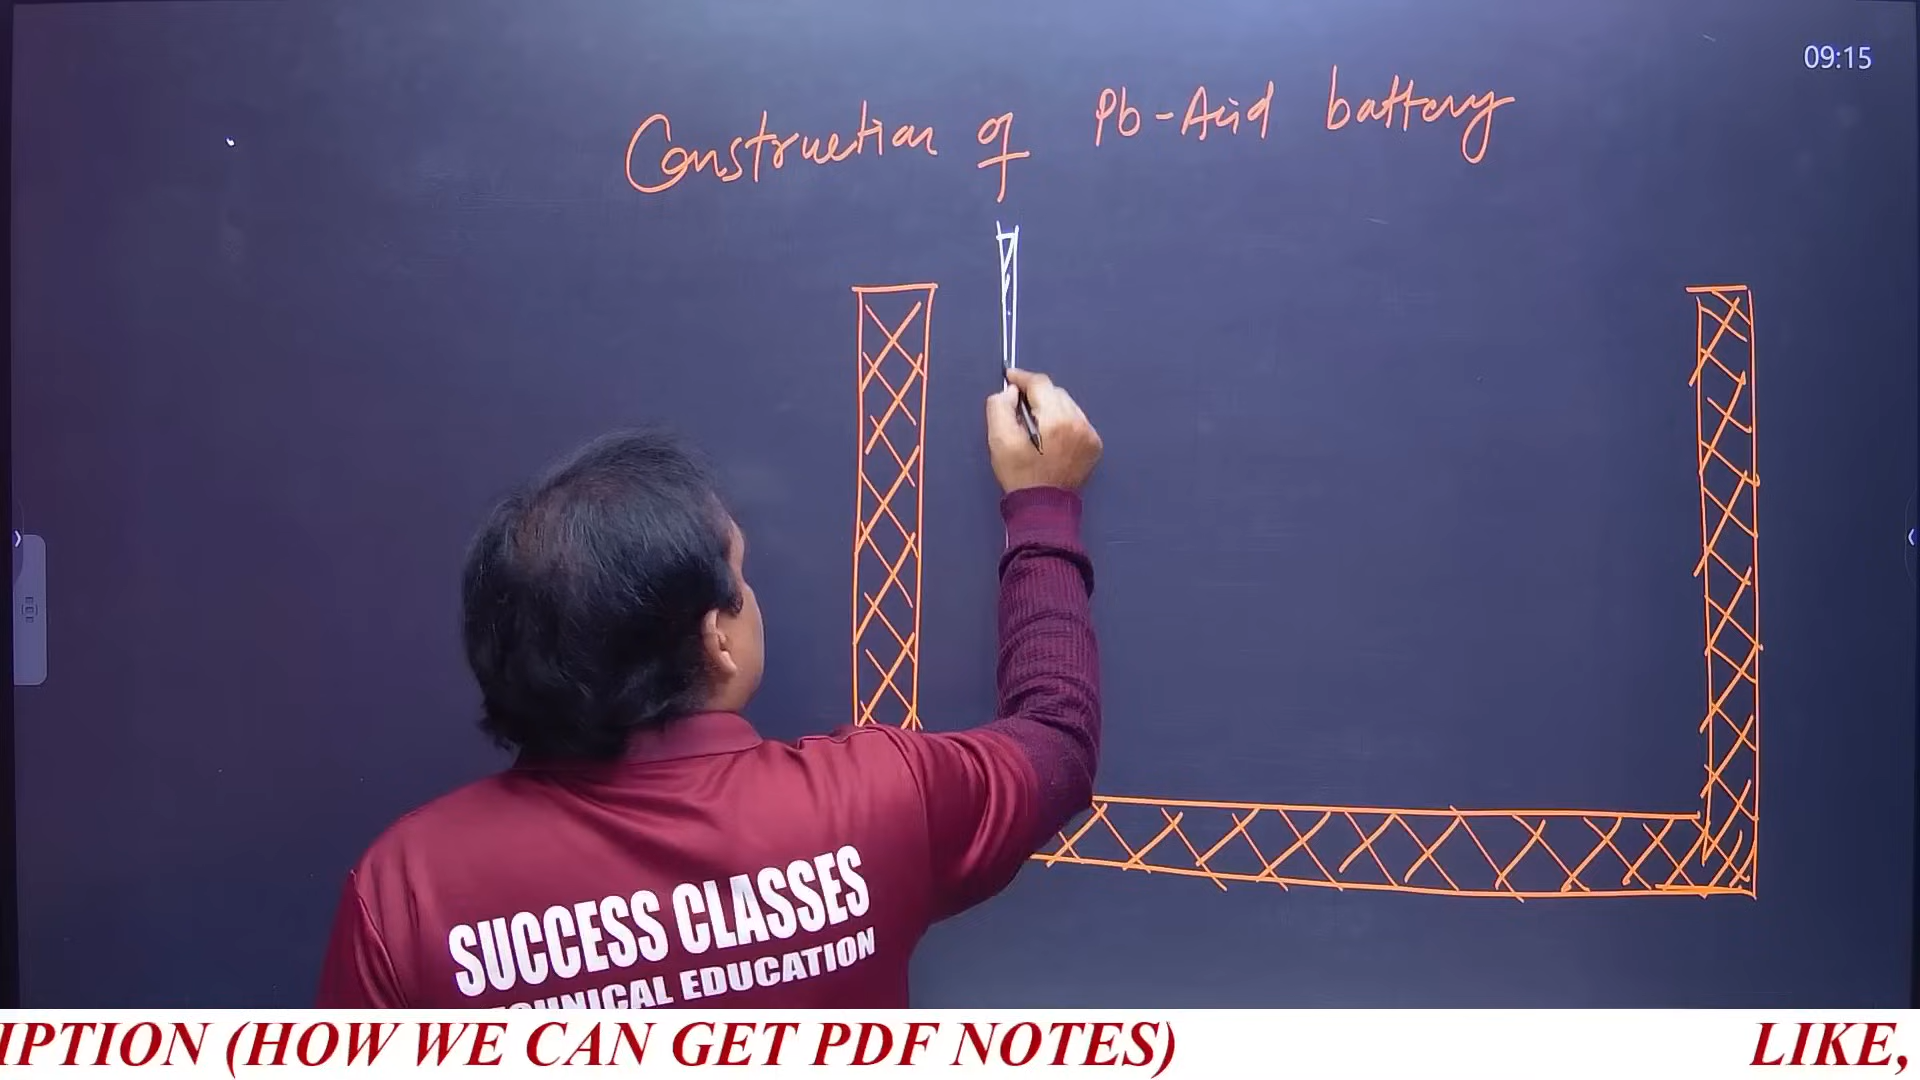 09:15
Construction of Pb-Acid battery
SUCCESS CLASSES
EDUCATION
IPTION (HOW WE CAN GET PDF NOTES) LIKE,